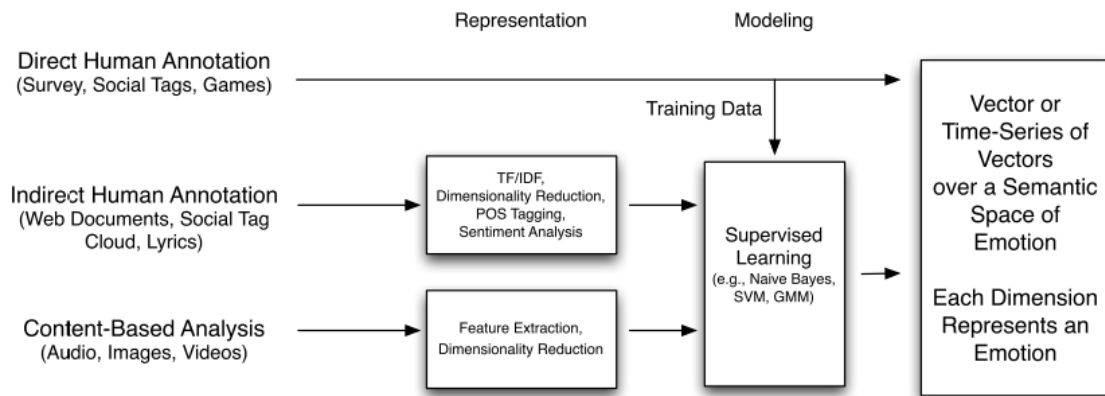 Representation
Modeling
Direct Human Annotation
(Survey, Social Tags, Games)
Training Data
Indirect Human Annotation
(Web Documents, Social Tag
Cloud, Lyrics)
TF/IDF,
Dimensionality Reduction,
POS Tagging,
Sentiment Analysis
Content-Based Analysis
(Audio, Images, Videos)
Feature Extraction,
Dimensionality Reduction
Supervised
Learning
(e.g., Naive Bayes,
SVM, GMM)
Vector or
Time-Series of
Vectors
over a Semantic
Space of
Emotion
Each Dimension
Represents an
Emotion